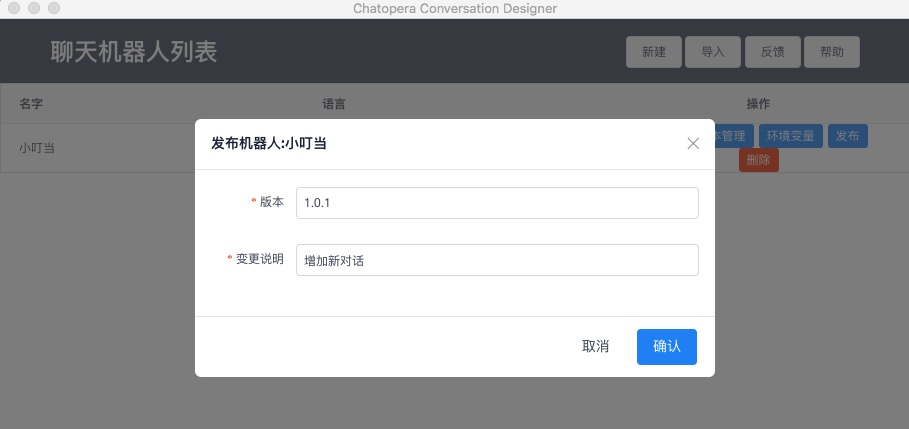 Chatopera Conversation Designer
聊天机器人列表
新建 导入 反馈 帮助
名字 语言 操作
小叮当 本管理 环境变量 发布
删除
发布机器人:小叮当
* 版本 1.0.1
* 变更说明 增加新对话
取消 确认